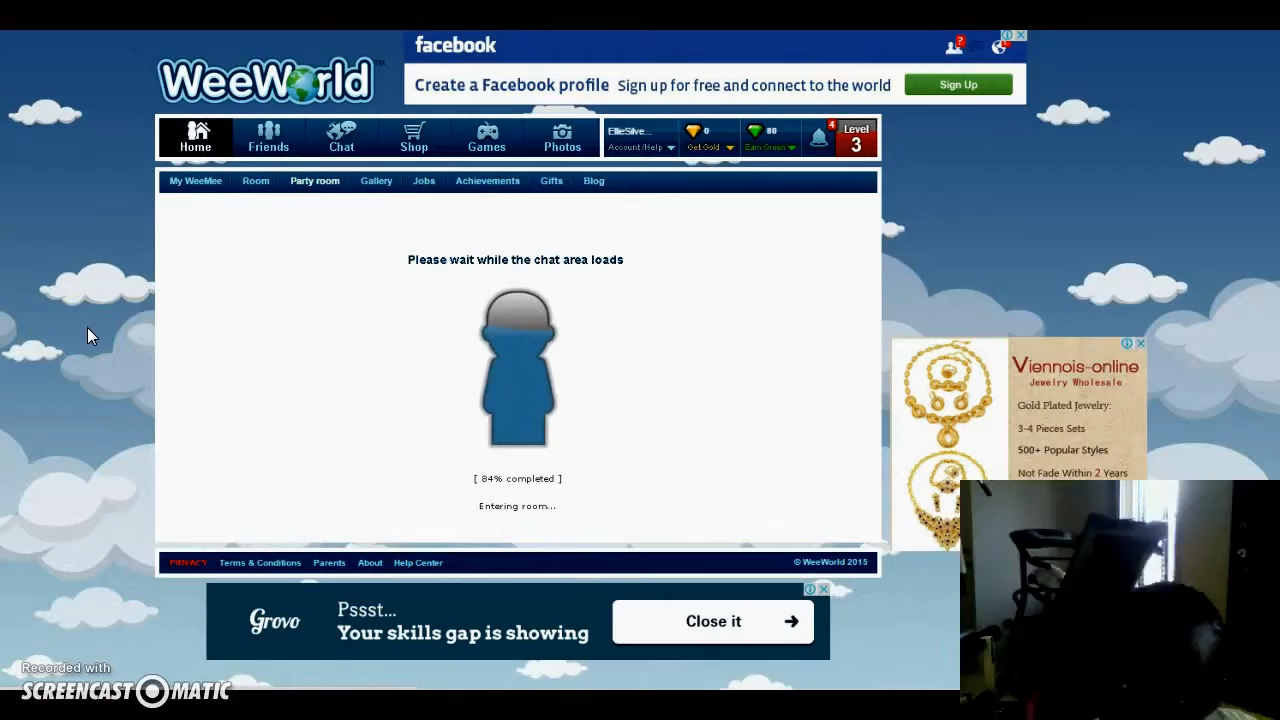 facebook
WeeWorld™
Create a Facebook profile Sign up for free and connect to the world
Sign Up
Home
Friends
Chat
Shop
Games
Photos
EllieSilve...
Account/Help
0
Get Gold
80
Earn Green
4
Level
3
My WeeMee Room Party room Gallery Jobs Achievements Gifts Blog
Please wait while the chat area loads
[ 84% completed ]
Entering room...
Viennois-online
Jewelry Wholesale
Gold Plated Jewelry:
3-4 Pieces Sets
500+ Popular Styles
Not Fade Within 2 Years
PRIVACY Terms & Conditions Parents About Help Center
© WeeWorld 2015
Grovo
Pssst...
Your skills gap is showing
Close it
Recorded with
SCREENCAST-O-MATIC